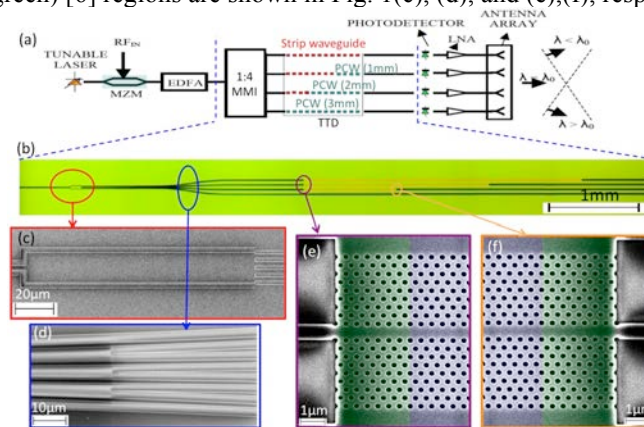 green) [6] regions are shown in Fig. 1(c), (d), and (e),(f), resp
(a)
PHOTODETECTOR
ANTENNA ARRAY
RF_IN
TUNABLE LASER
MZM
EDFA
1:4 MMI
Strip waveguide
PCW (1mm)
PCW (2mm)
PCW (3mm)
TTD
LNA
λ < λ₀
λ = λ₀
λ > λ₀
(b)
1mm
(c)
20μm
(d)
10μm
(e)
1μm
(f)
1μm